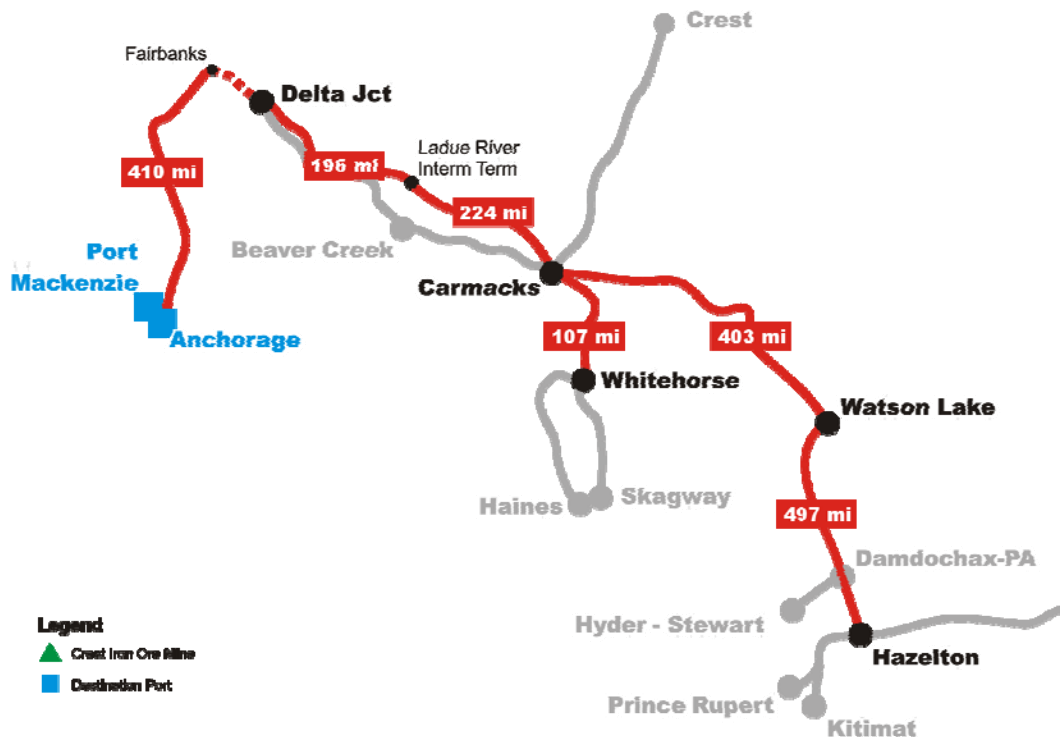 Crest
Fairbanks
Delta Jct
Ladue River
Interm Term
196 mi
410 mi
224 mi
Beaver Creek
Port
Mackenzie
Carmacks
Anchorage
107 mi
403 mi
Whitehorse
Watson Lake
Haines
Skagway
497 mi
Damdochax-PA
Hyder - Stewart
Hazelton
Prince Rupert
Kitimat
Legend
Crest Iron Ore Mine
Destination Port